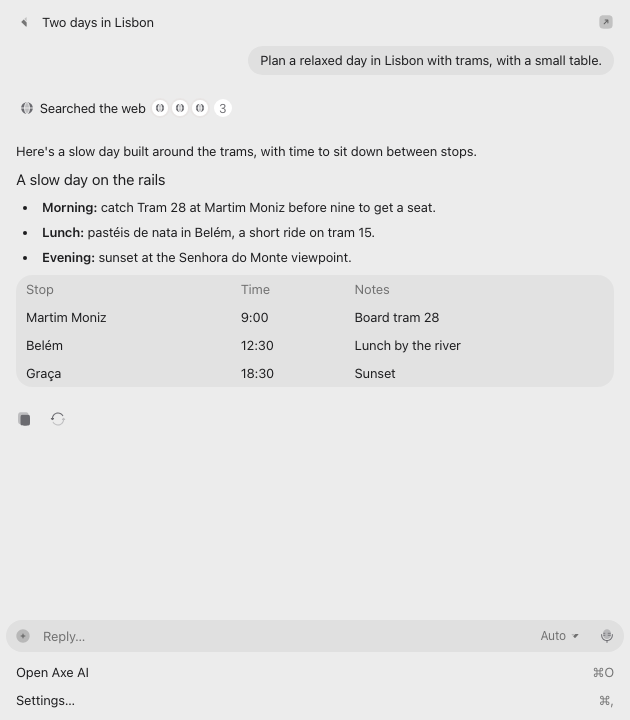 Two days in Lisbon
Plan a relaxed day in Lisbon with trams, with a small table.
Searched the web 3
Here's a slow day built around the trams, with time to sit down between stops.
A slow day on the rails
• Morning: catch Tram 28 at Martim Moniz before nine to get a seat.
• Lunch: pastéis de nata in Belém, a short ride on tram 15.
• Evening: sunset at the Senhora do Monte viewpoint.
Stop Time Notes
Martim Moniz 9:00 Board tram 28
Belém 12:30 Lunch by the river
Graça 18:30 Sunset
Reply... Auto
Open Axe AI ⌘O
Settings... ⌘,